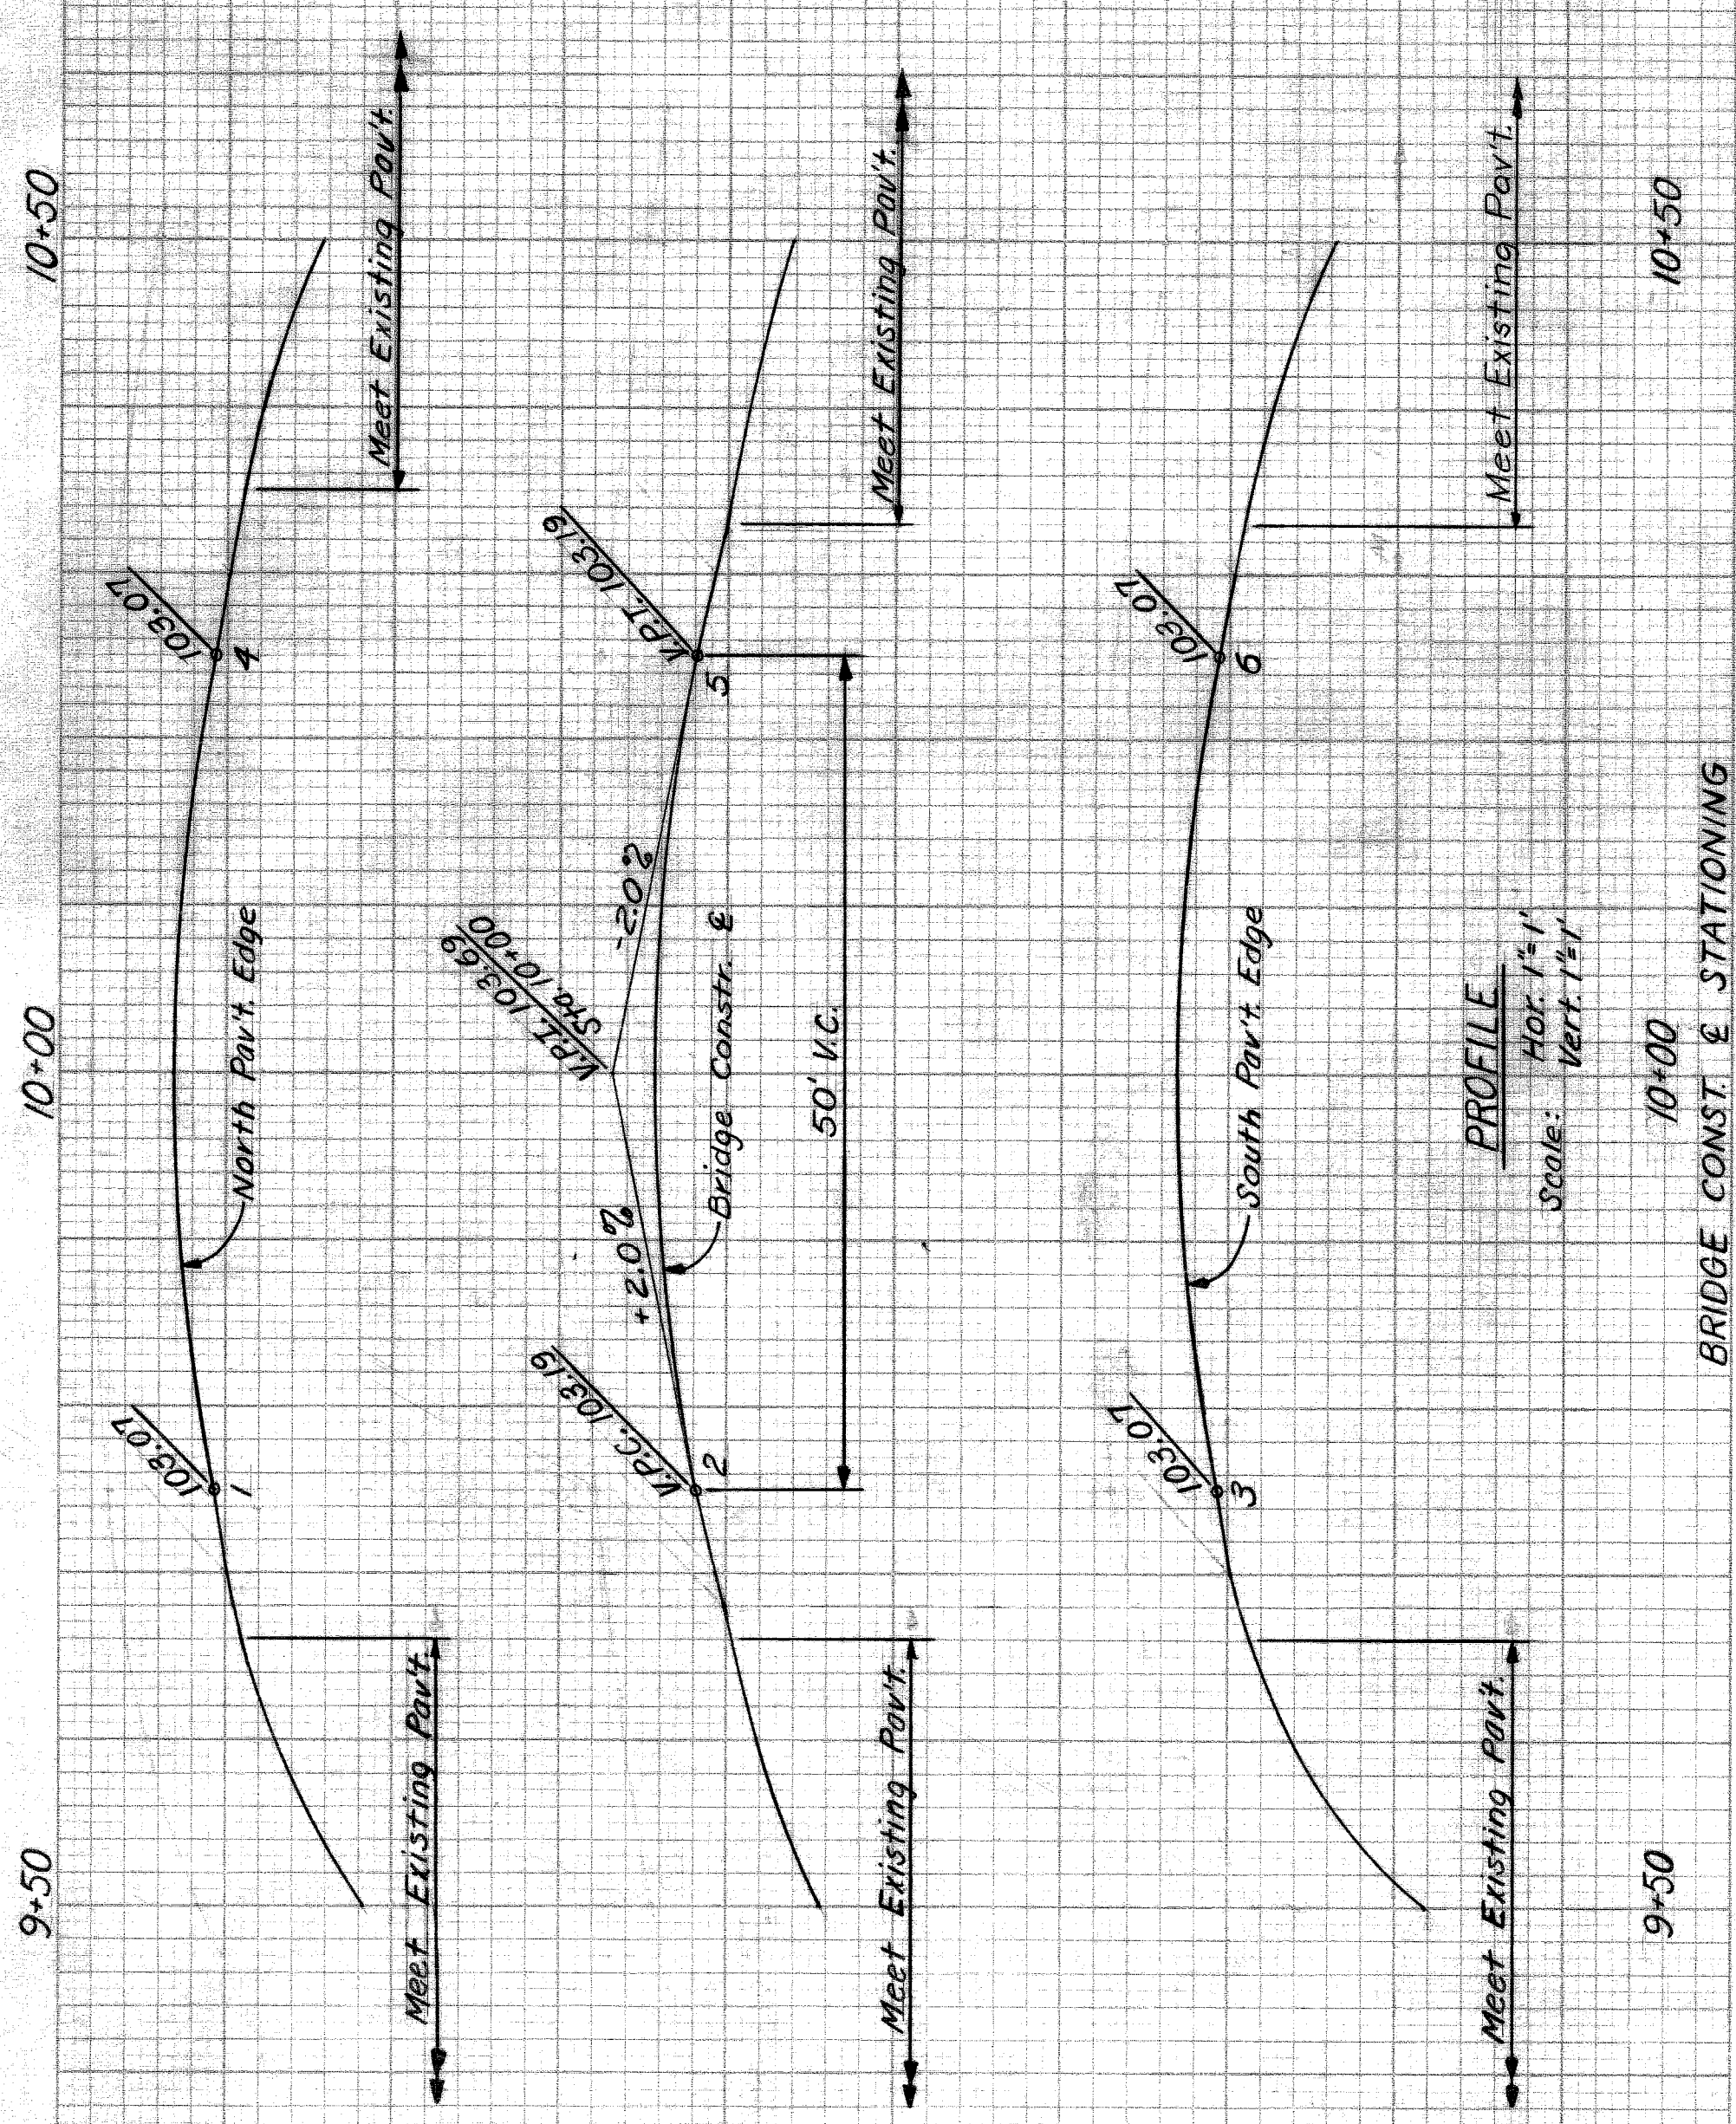 9+50
10+00
10+50
103.07
1
North Pav't. Edge
103.07
4
Meet Existing Pav't.
Meet Existing Pav't.
V.P.I. 103.69
Sta. 10+00
+2.0%
-2.0%
V.P.C. 103.19
2
Bridge Constr. ℄
V.P.I. 103.19
5
50' V.C.
Meet Existing Pav't.
Meet Existing Pav't.
103.07
3
South Pav't. Edge
103.07
6
Meet Existing Pav't.
Meet Existing Pav't.
PROFILE
Scale: Hor. 1"=1'
Vert. 1"=1'
9+50
10+00
10+50
BRIDGE CONST. ℄ STATIONING